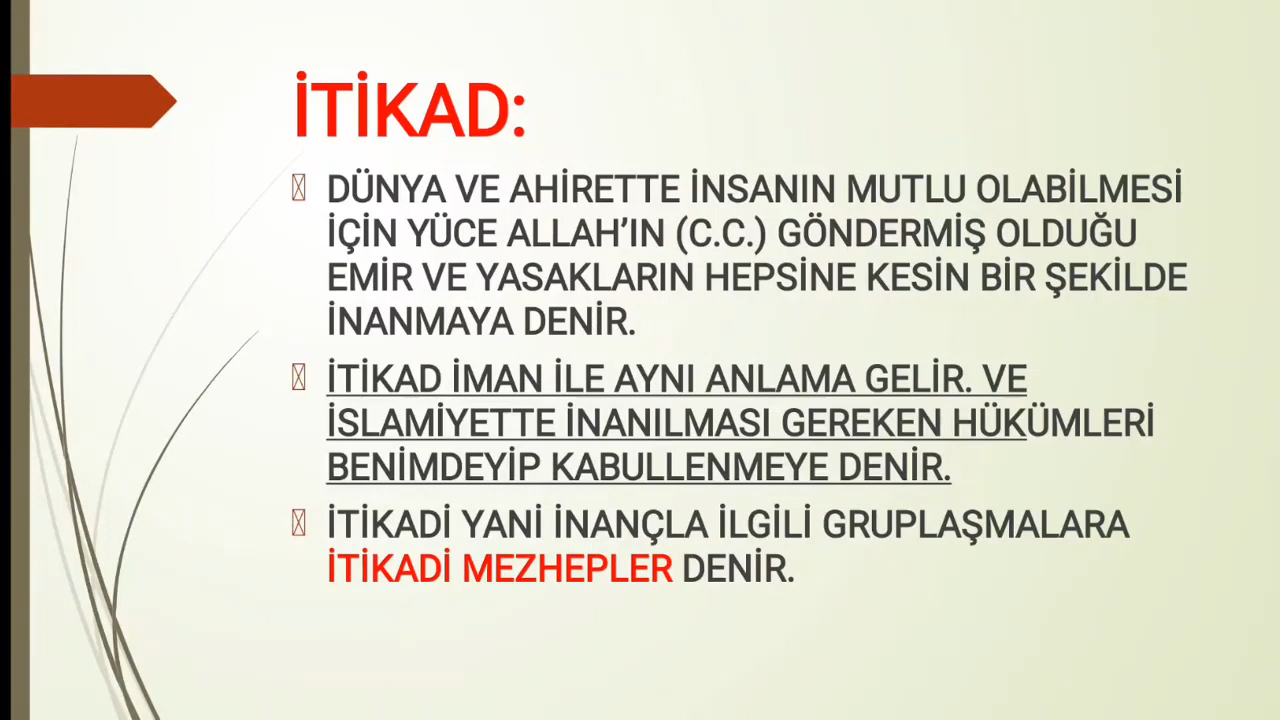 İTİKAD:
DÜNYA VE AHİRETTE İNSANIN MUTLU OLABİLMESİ
İÇİN YÜCE ALLAH’IN (C.C.) GÖNDERMİŞ OLDUĞU
EMİR VE YASAKLARIN HEPSİNE KESİN BİR ŞEKİLDE
İNANMAYA DENİR.
İTİKAD İMAN İLE AYNI ANLAMA GELİR. VE
İSLAMİYETTE İNANILMASI GEREKEN HÜKÜMLERİ
BENİMDEYİP KABULLENMEYE DENİR.
İTİKADİ YANİ İNANÇLA İLGİLİ GRUPLAŞMALARA
İTİKADİ MEZHEPLER DENİR.